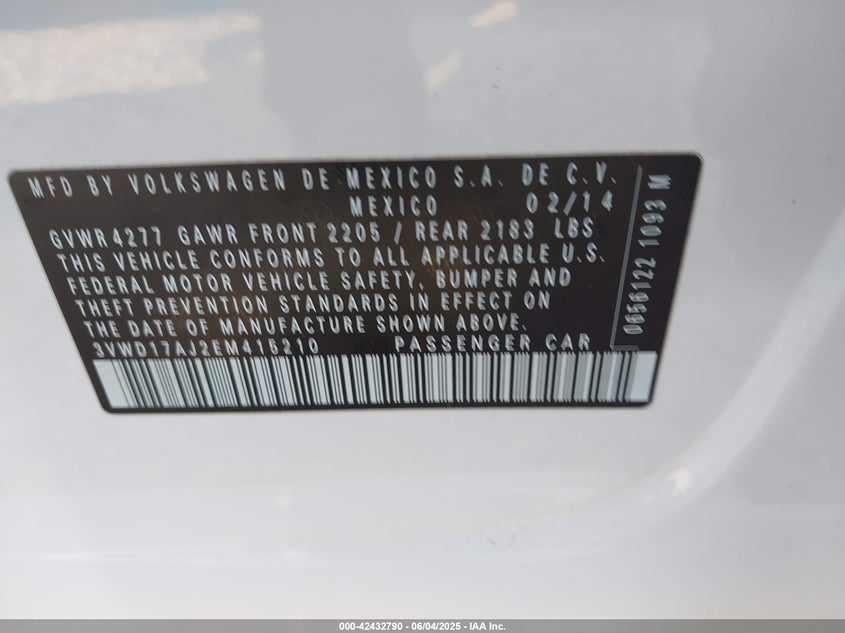 MFD BY VOLKSWAGEN DE MEXICO S.A. DE C.V.
MEXICO 02/14
GVWR4277 GAWR FRONT 2205 / REAR 2183 LBS
THIS VEHICLE CONFORMS TO ALL APPLICABLE U.S.
FEDERAL MOTOR VEHICLE SAFETY, BUMPER AND
THEFT PREVENTION STANDARDS IN EFFECT ON
THE DATE OF MANUFACTURE SHOWN ABOVE.
3VWD17AJ2EM415210 PASSENGER CAR
0656122 1093 M
000-42432790 - 06/04/2025 - IAA Inc.